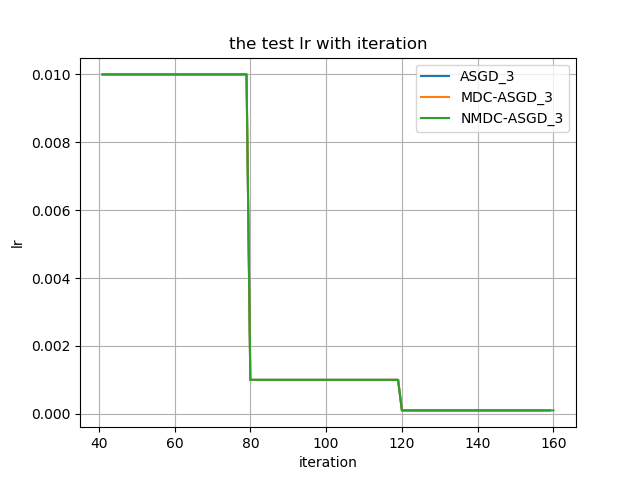 the test lr with iteration
ASGD_3
MDC-ASGD_3
NMDC-ASGD_3
0.010
0.008
0.006
0.004
0.002
0.000
lr
40 60 80 100 120 140 160
iteration